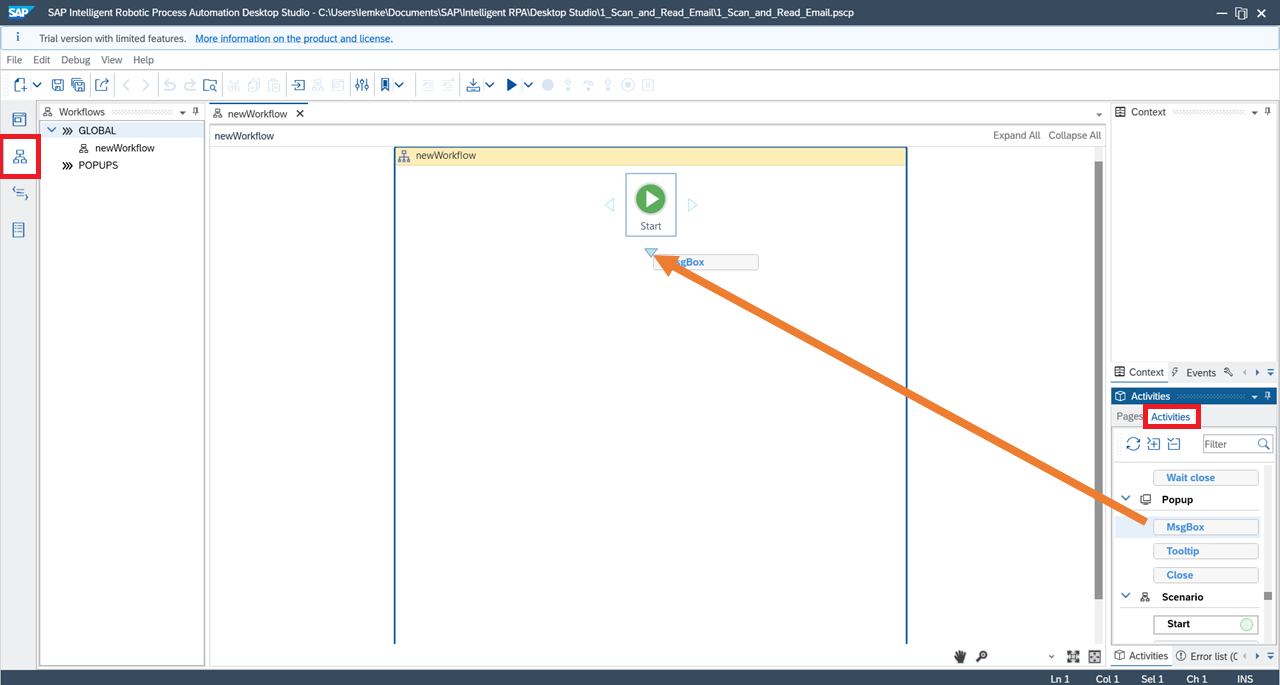 SAP
SAP Intelligent Robotic Process Automation Desktop Studio - C:\Users\lemke\Documents\SAP\Intelligent RPA\Desktop Studio\1_Scan_and_Read_Email\1_Scan_and_Read_Email.pscp
Trial version with limited features. More information on the product and license.
File Edit Debug View Help
Workflows
GLOBAL
newWorkflow
POPUPS
newWorkflow
newWorkflow
Expand All Collapse All
newWorkflow
Start
Context
Context Events
Activities
Pages Activities
Filter
Wait close
Popup
MsgBox
Tooltip
Close
Scenario
Start
Activities Error list (
Ln 1 Col 1 Sel 1 Ch 1 INS